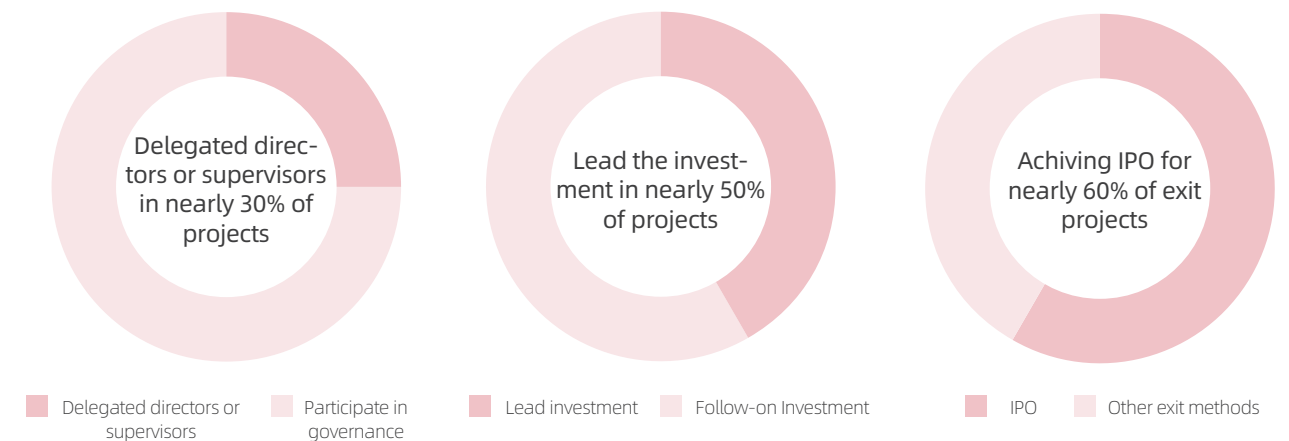 Delegated direc-
tors or supervisors
in nearly 30% of
projects
Lead the invest-
ment in nearly 50%
of projects
Achiving IPO for
nearly 60% of exit
projects
Delegated directors or
supervisors
Participate in
governance
Lead investment
Follow-on Investment
IPO
Other exit methods